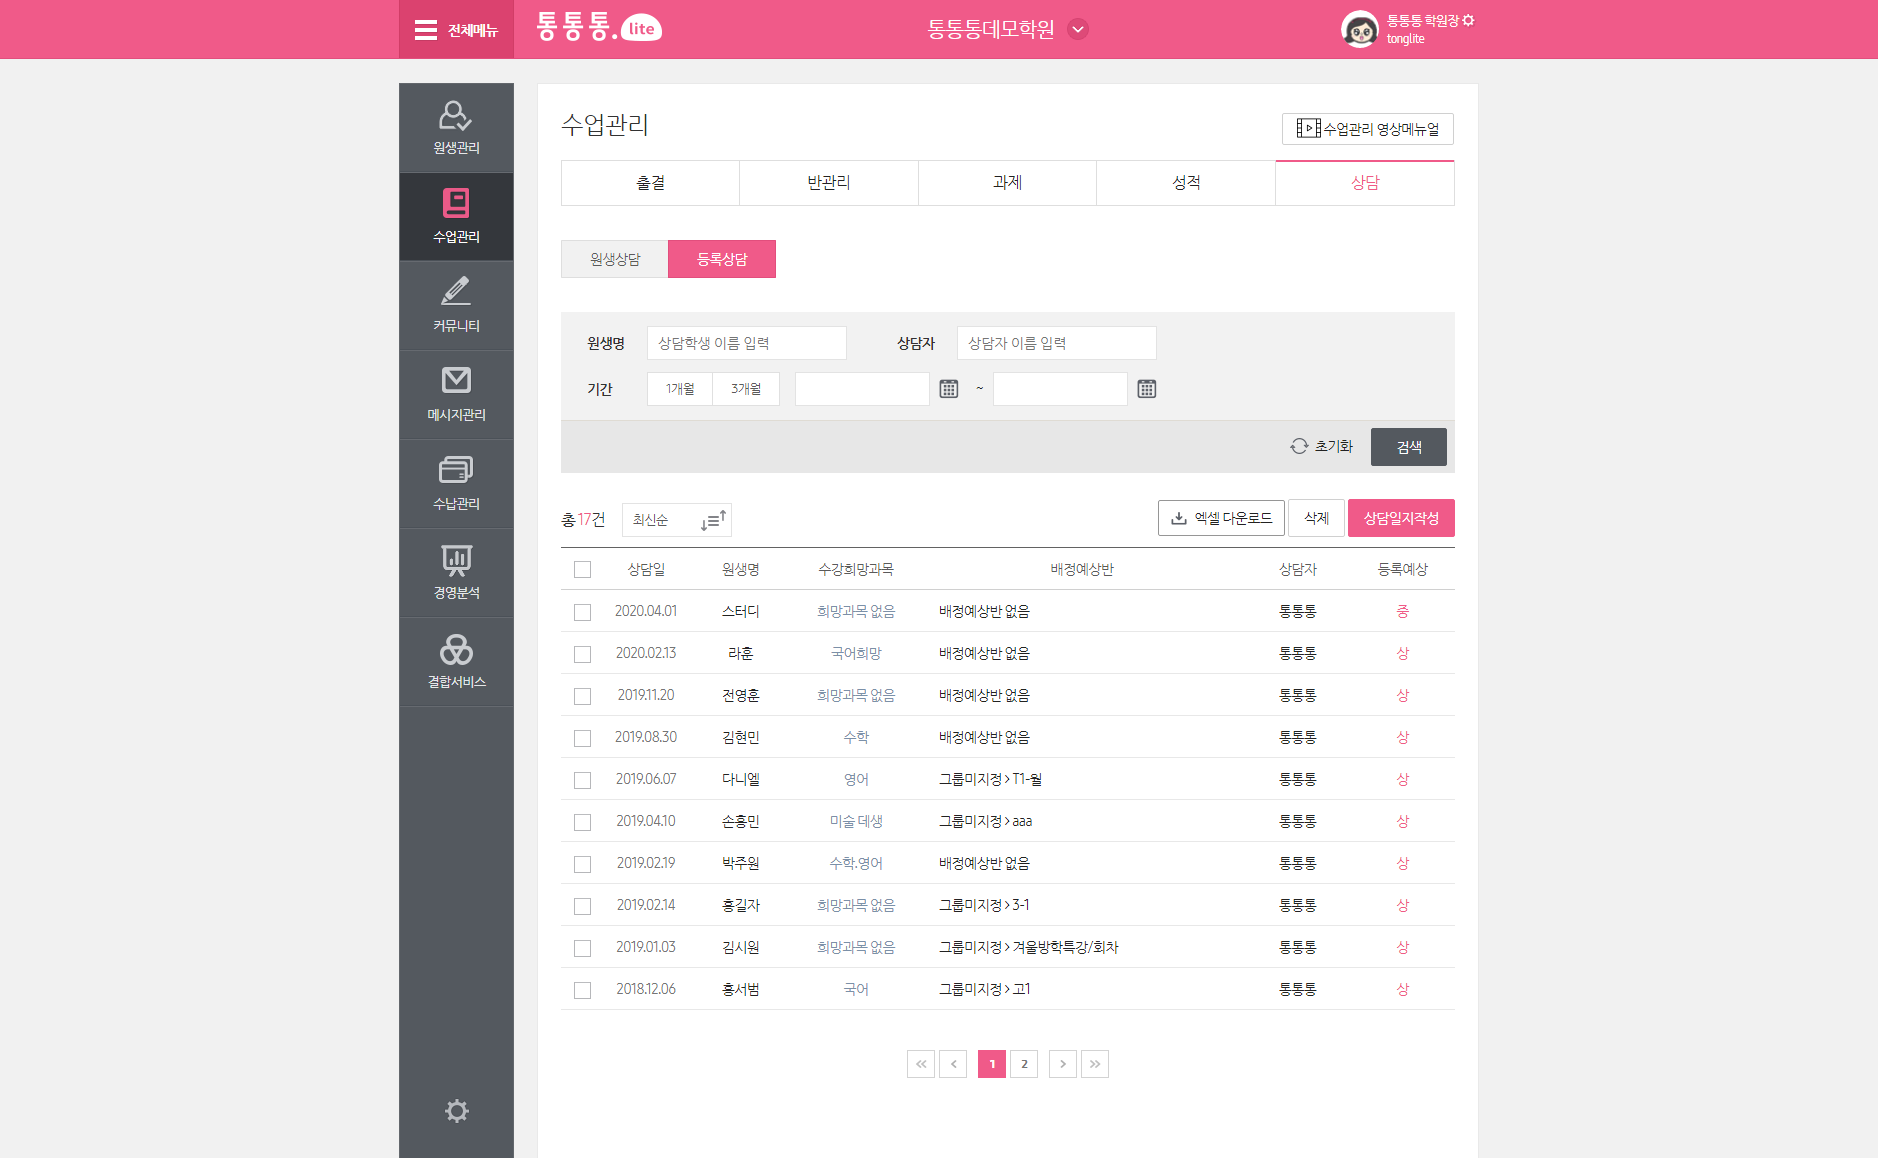 전체메뉴
통통통.lite
통통통데모학원
통통통 학원장
tonglite
원생관리
수업관리
커뮤니티
메시지관리
수납관리
경영분석
결합서비스
수업관리
수업관리 영상메뉴얼
출결 반관리 과제 성적 상담
원생상담 등록상담
원생명 상담학생 이름 입력 상담자 상담자 이름 입력
기간 1개월 3개월 ~
초기화 검색
총 17건 최신순 엑셀 다운로드 삭제 상담일지작성
상담일 원생명 수강희망과목 배정예상반 상담자 등록예상
2020.04.01 스터디 희망과목 없음 배정예상반 없음 통통통 중
2020.02.13 라훈 국어희망 배정예상반 없음 통통통 상
2019.11.20 전영훈 희망과목 없음 배정예상반 없음 통통통 상
2019.08.30 김현민 수학 배정예상반 없음 통통통 상
2019.06.07 다니엘 영어 그룹미지정 > T1-월 통통통 상
2019.04.10 손흥민 미술 데생 그룹미지정 > aaa 통통통 상
2019.02.19 박주원 수학.영어 배정예상반 없음 통통통 상
2019.02.14 홍길자 희망과목 없음 그룹미지정 > 3-1 통통통 상
2019.01.03 김시원 희망과목 없음 그룹미지정 > 겨울방학특강/회차 통통통 상
2018.12.06 홍서범 국어 그룹미지정 > 고1 통통통 상
« < 1 2 > »